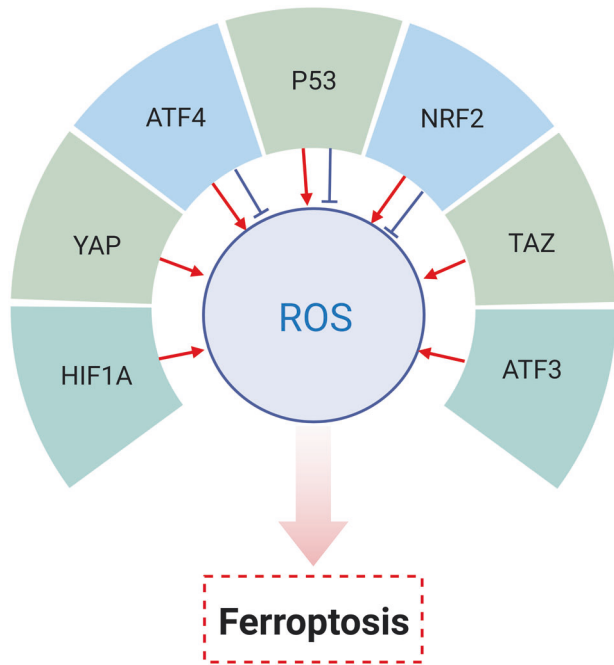 P53
ATF4
NRF2
YAP
TAZ
HIF1A
ROS
ATF3
Ferroptosis